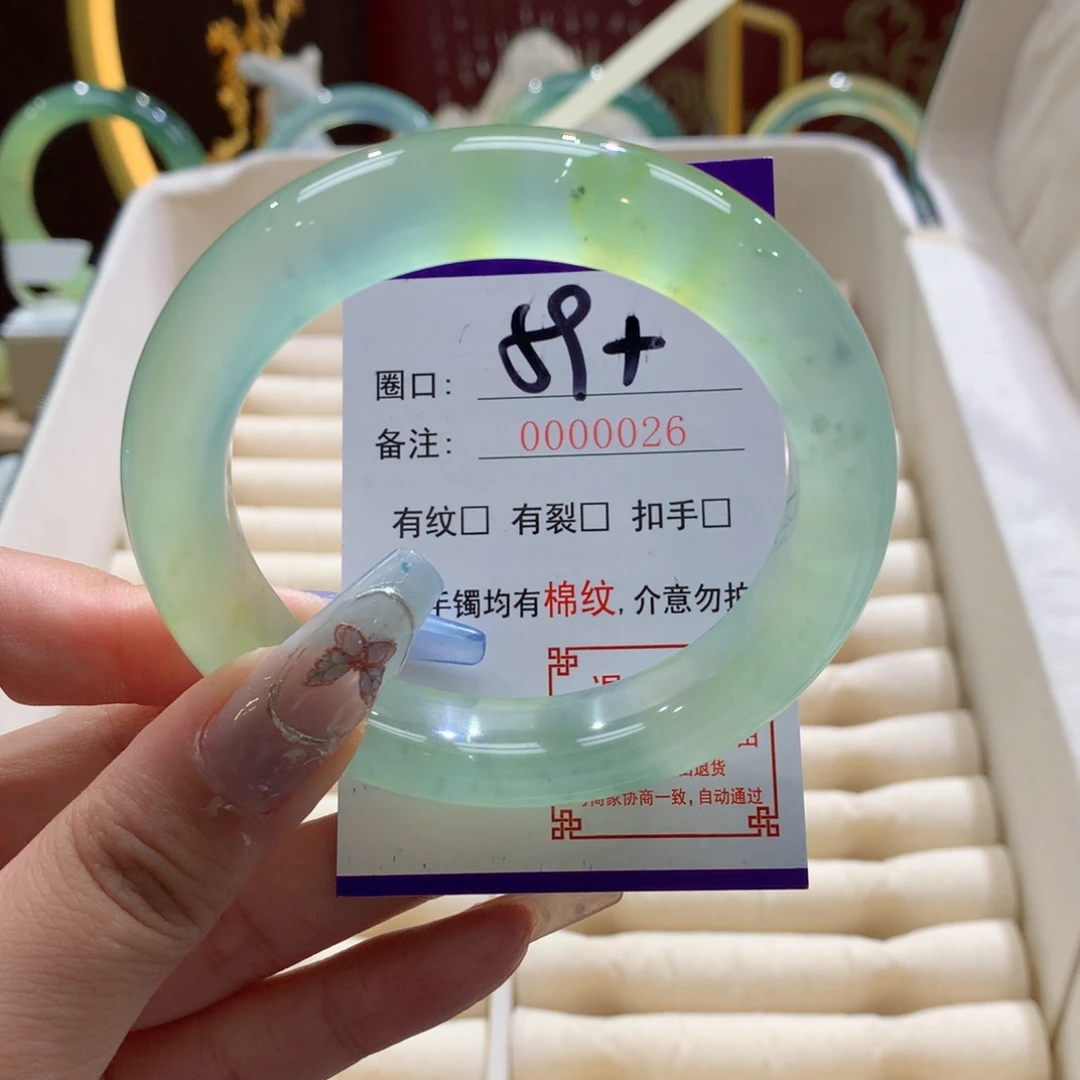 圈口: 59+
备注: 0000026
有纹□ 有裂□ 扣手□
手镯均有棉纹,介意勿拍
退货
商家协商一致,自动通过